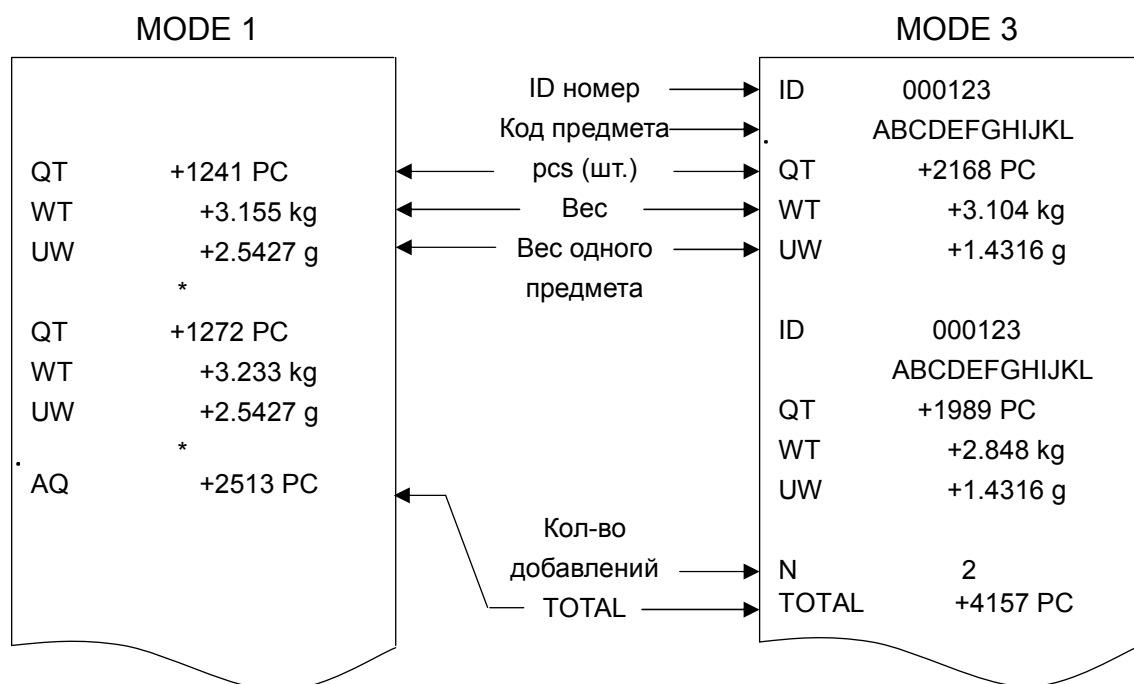 MODE 1
QT +1241 PC
WT +3.155 kg
UW +2.5427 g
*
QT +1272 PC
WT +3.233 kg
UW +2.5427 g
*
AQ +2513 PC
ID номер
Код предмета
pcs (шт.)
Вес
Вес одного
предмета
Кол-во
добавлений
TOTAL
MODE 3
ID 000123
ABCDEFGHIJKL
QT +2168 PC
WT +3.104 kg
UW +1.4316 g
ID 000123
ABCDEFGHIJKL
QT +1989 PC
WT +2.848 kg
UW +1.4316 g
N 2
TOTAL +4157 PC